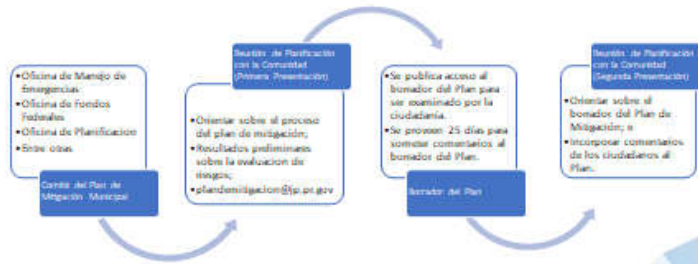 •Oficina de Manejo de
Emergencias
•Oficina de Fondos
Federales
•Oficina de Planificacion
•Entre otras
Comité del Plan de
Mitigación Municipal
Reunión de Planificación
con la Comunidad
(Primera Presentación)
•Orientar sobre el proceso
del plan de mitigación;
•Resultados preliminares
sobre la evaluacion de
riesgos;
•plandemitigacion@jp.pr.gov
•Se publica acceso al
borrador del Plan para
ser examinado por la
ciudadanía.
•Se proveen 25 días para
someter comentarios al
borrador del Plan.
Borrador del Plan
Reunión de Planificación
con la Comunidad
(Segunda Presentación)
•Orientar sobre el
borrador del Plan de
Mitigación; e
•Incorporar comentarios
de los ciudadanos al
Plan.